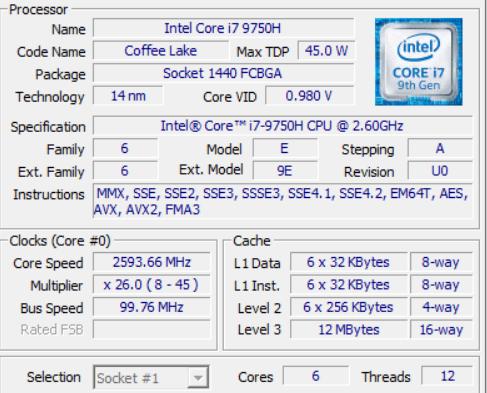 Processor
Name Intel Core i7 9750H
Code Name Coffee Lake Max TDP 45.0 W
Package Socket 1440 FCBGA
Technology 14 nm Core VID 0.980 V
(intel)
CORE i7
9th Gen
Specification Intel® Core™ i7-9750H CPU @ 2.60GHz
Family 6 Model E Stepping A
Ext. Family 6 Ext. Model 9E Revision U0
Instructions MMX, SSE, SSE2, SSE3, SSSE3, SSE4.1, SSE4.2, EM64T, AES,
AVX, AVX2, FMA3
Clocks (Core #0)
Core Speed 2593.66 MHz
Multiplier x 26.0 ( 8 - 45 )
Bus Speed 99.76 MHz
Rated FSB
Cache
L1 Data 6 x 32 KBytes 8-way
L1 Inst. 6 x 32 KBytes 8-way
Level 2 6 x 256 KBytes 4-way
Level 3 12 MBytes 16-way
Selection Socket #1 Cores 6 Threads 12